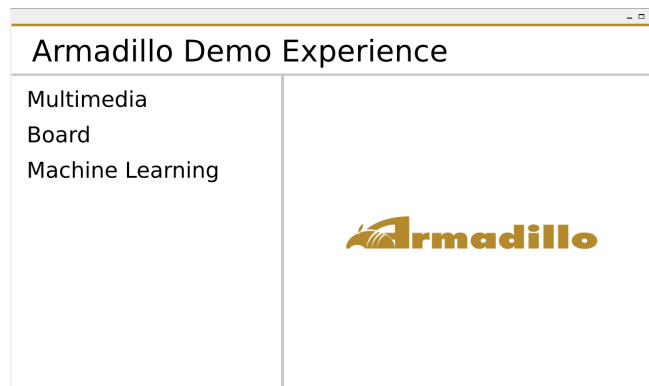 Armadillo Demo Experience
Multimedia
Board
Machine Learning
Armadillo